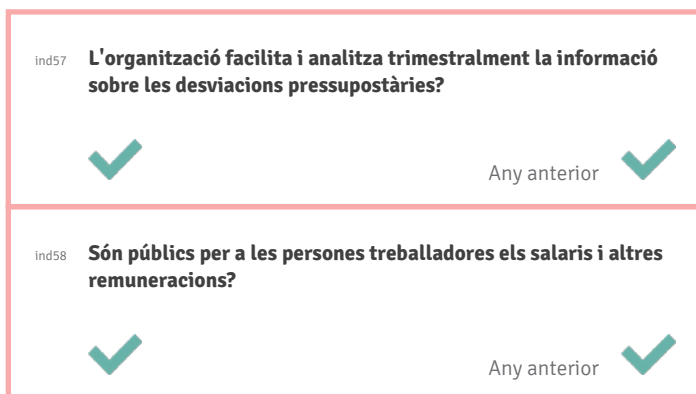 ind57 L'organització facilita i analitza trimestralment la informació
sobre les desviacions pressupostàries?
Any anterior
ind58 Són públics per a les persones treballadores els salaris i altres
remuneracions?
Any anterior